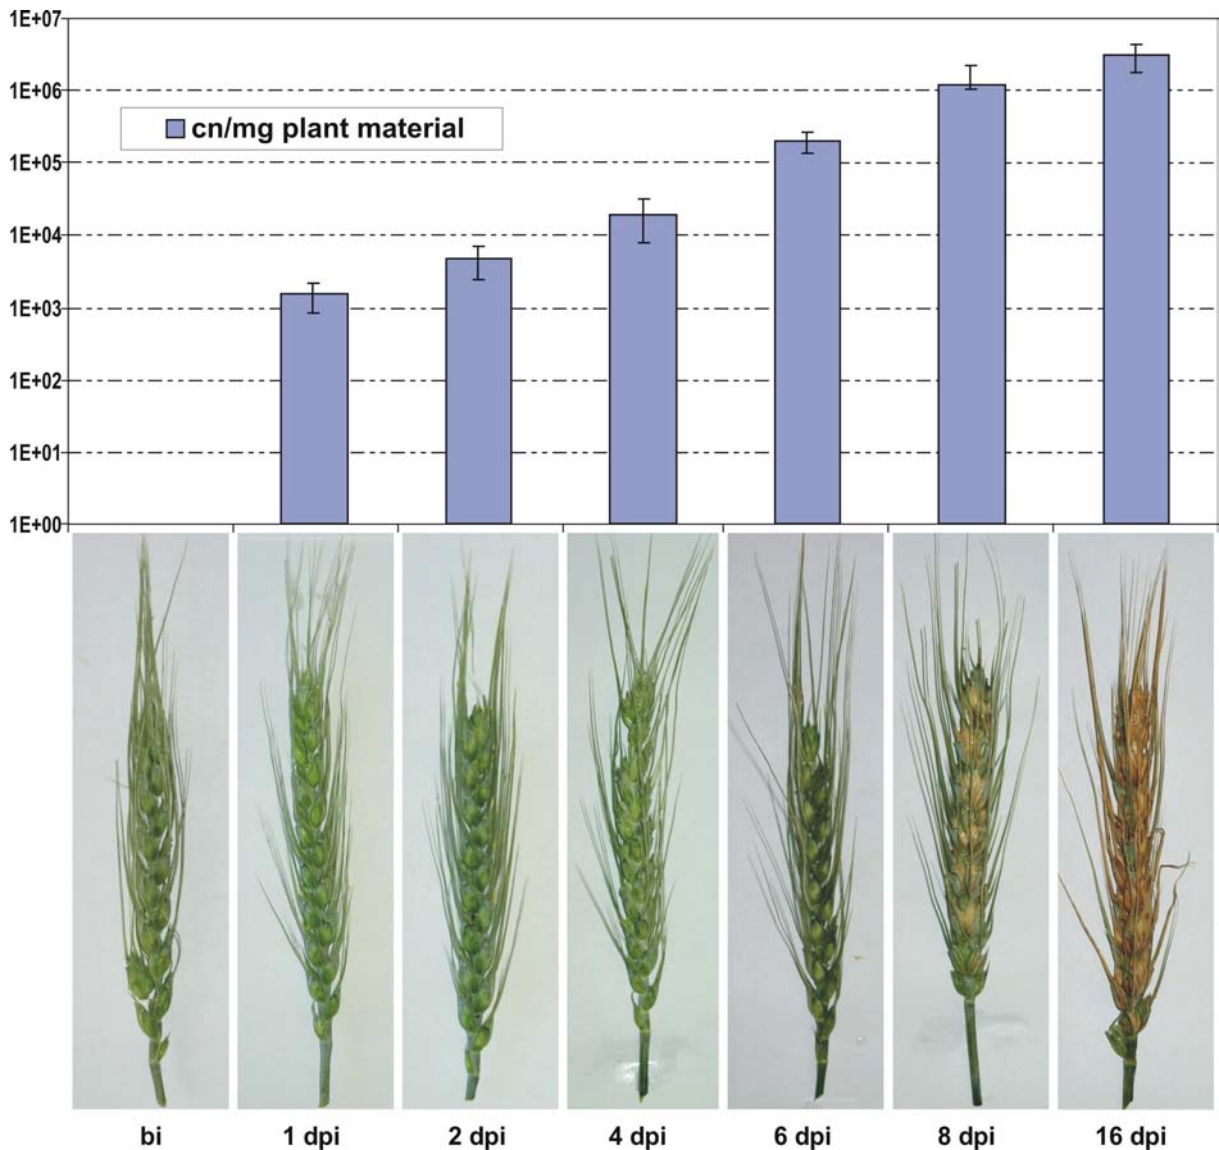 1E+07
1E+06
cn/mg plant material
1E+05
1E+04
1E+03
1E+02
1E+01
1E+00
bi 1 dpi 2 dpi 4 dpi 6 dpi 8 dpi 16 dpi